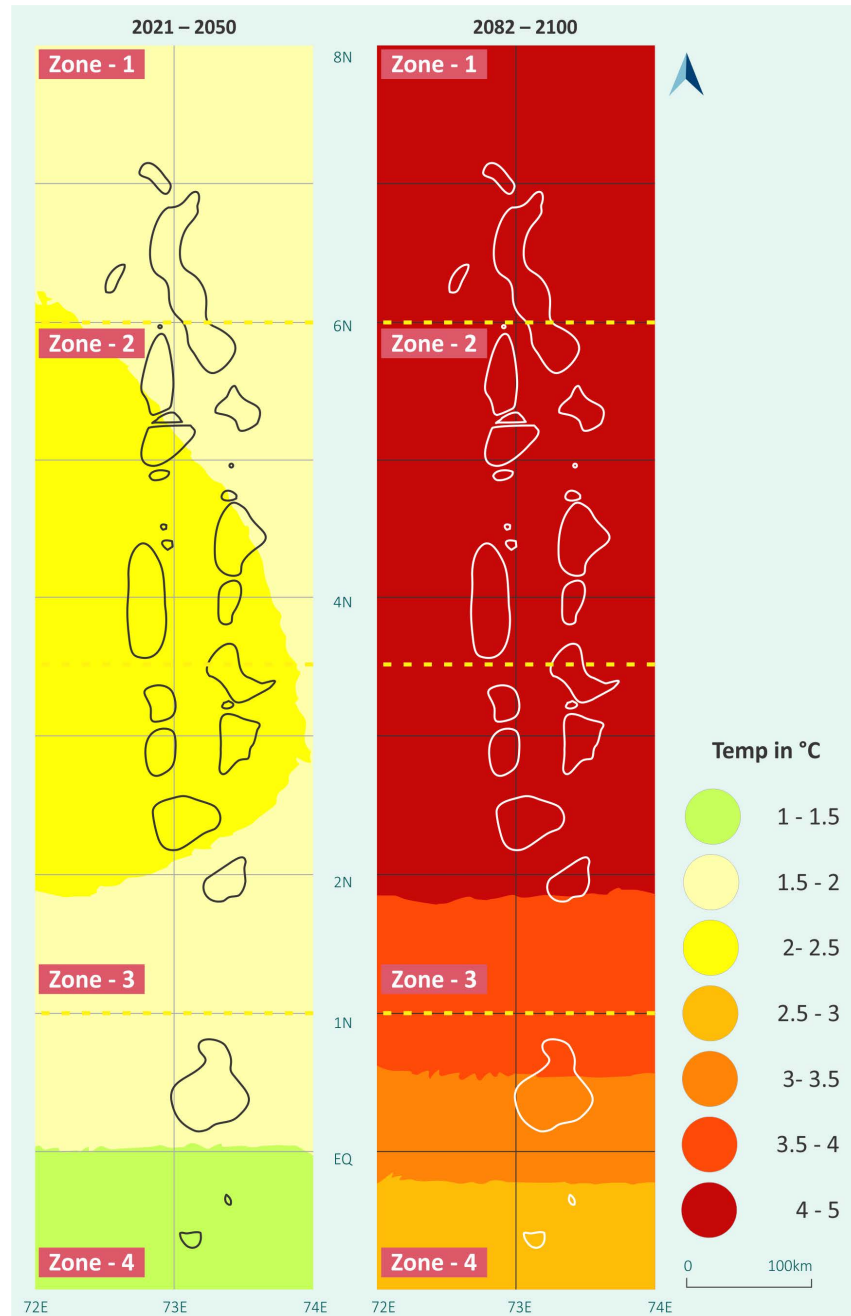 2021 – 2050
2082 – 2100
Zone - 1
Zone - 1
8N
Zone - 2
Zone - 2
6N
4N
2N
Zone - 3
Zone - 3
1N
EQ
Zone - 4
Zone - 4
72E
73E
74E
72E
73E
74E
Temp in °C
1 - 1.5
1.5 - 2
2- 2.5
2.5 - 3
3- 3.5
3.5 - 4
4 - 5
0
100km